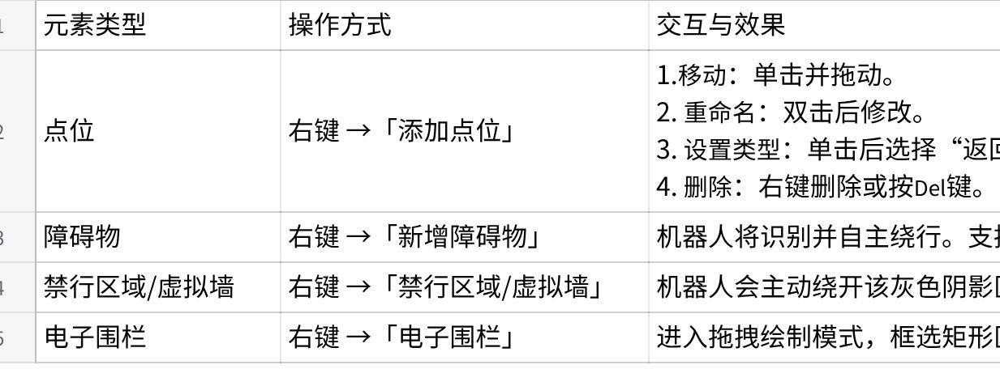 1 元素类型 操作方式 交互与效果
1.移动：单击并拖动。
2. 重命名：双击后修改。
2 点位 右键 →「添加点位」
3. 设置类型：单击后选择“返回
4. 删除：右键删除或按Del键。
3 障碍物 右键 →「新增障碍物」 机器人将识别并自主绕行。支
4 禁行区域/虚拟墙 右键 →「禁行区域/虚拟墙」 机器人会主动绕开该灰色阴影
5 电子围栏 右键 →「电子围栏」 进入拖拽绘制模式，框选矩形